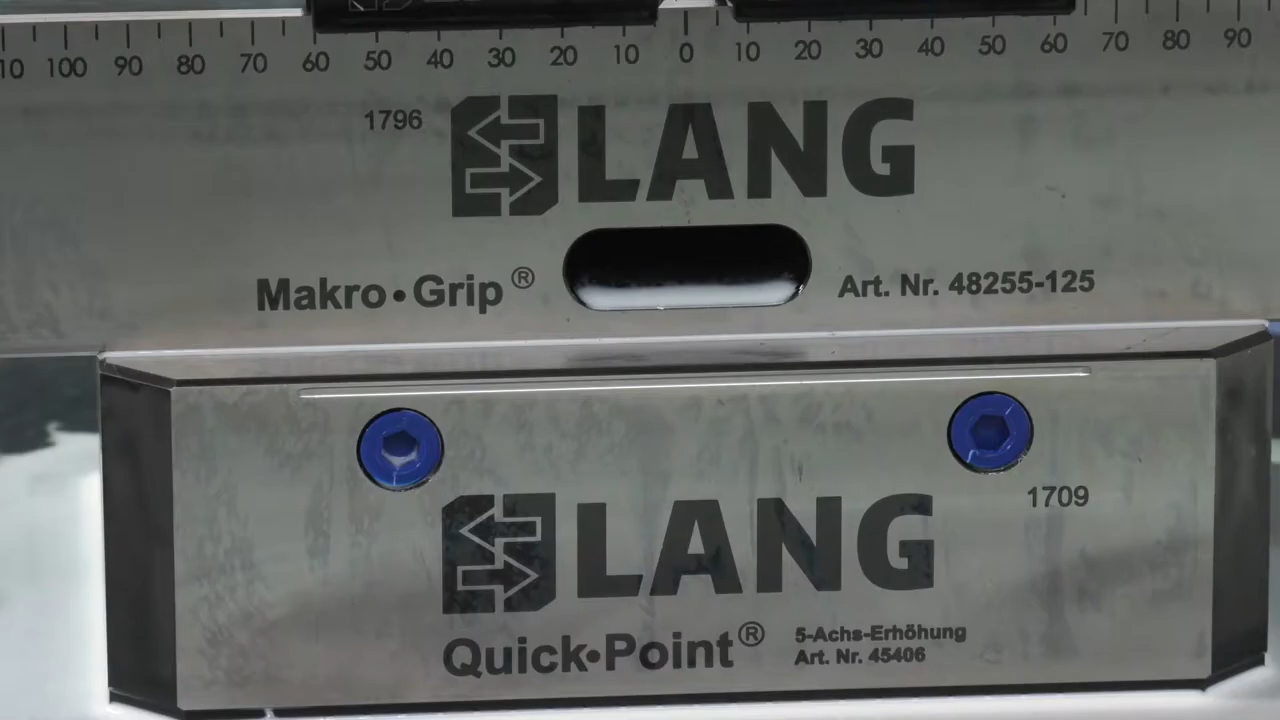 10 100 90 80 70 60 50 40 30 20 10 0 10 20 30 40 50 60 70 80 90
1796
LANG
Makro•Grip® Art. Nr. 48255-125
1709
LANG
Quick•Point®
5-Achs-Erhöhung
Art. Nr. 45406